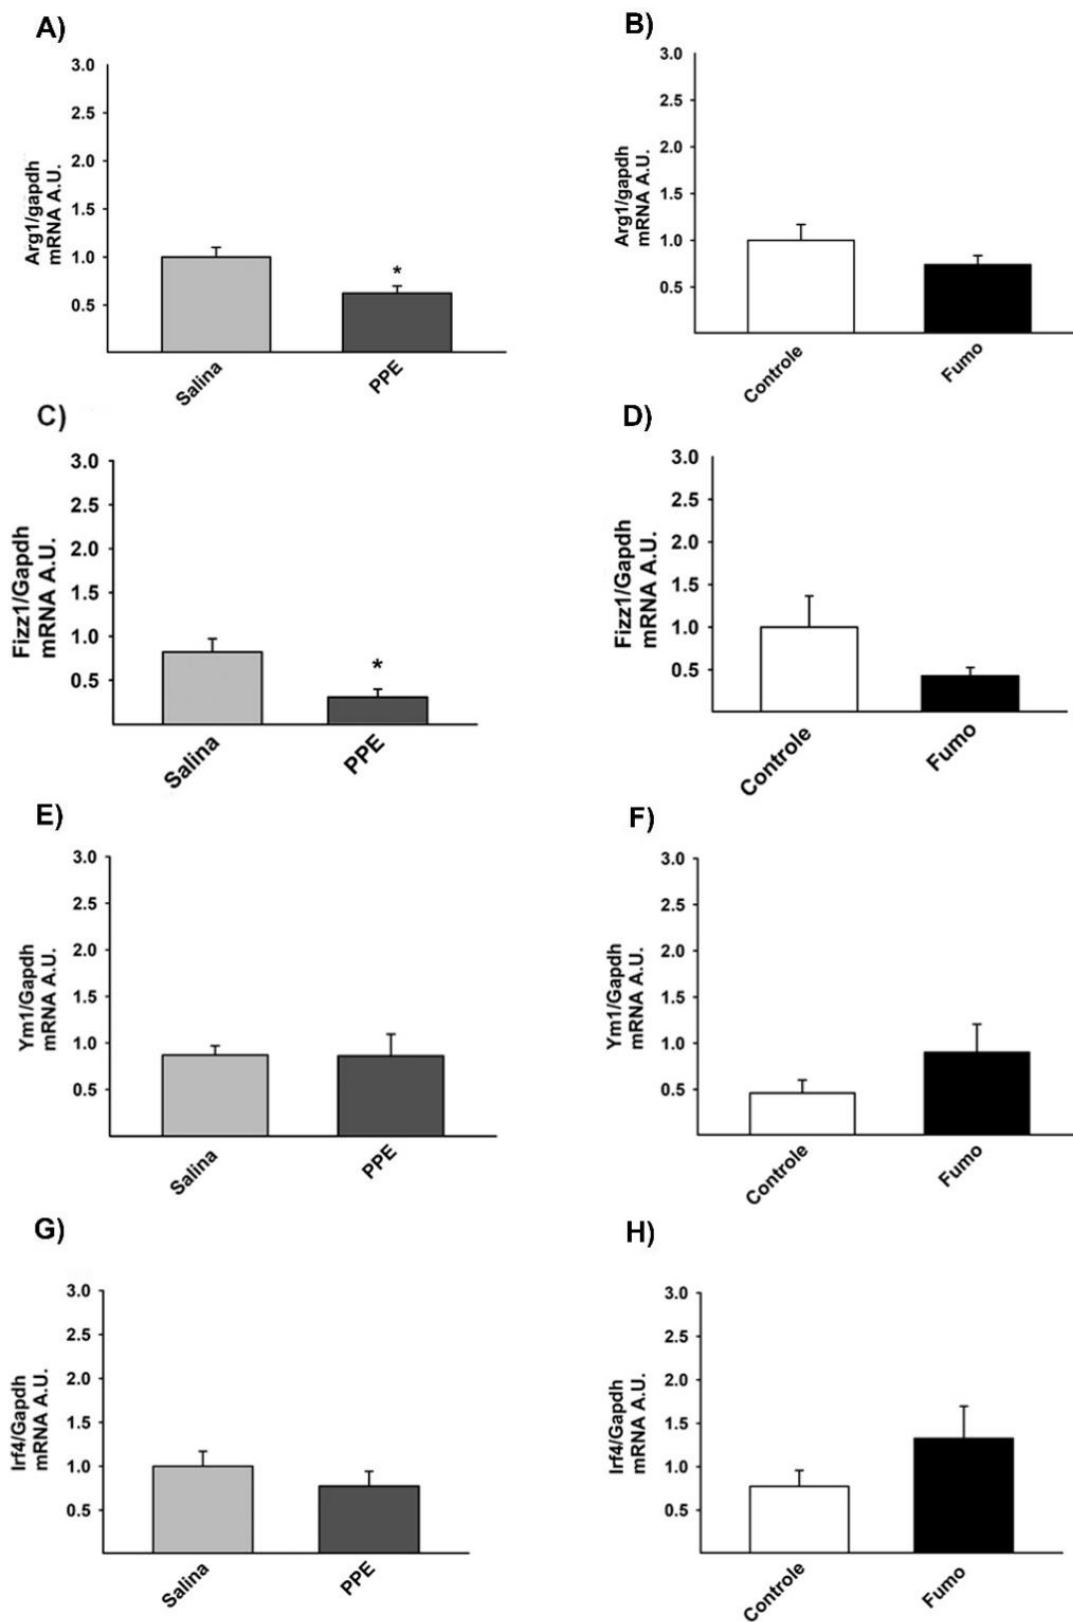 A)
3.0
2.5
2.0
1.5
1.0
0.5
Arg1/gapdh
mRNA A.U.
*
Salina
PPE
B)
3.0
2.5
2.0
1.5
1.0
0.5
Arg1/gapdh
mRNA A.U.
Controle
Fumo
C)
3.0
2.5
2.0
1.5
1.0
0.5
Fizz1/Gapdh
mRNA A.U.
*
Salina
PPE
D)
3.0
2.5
2.0
1.5
1.0
0.5
Fizz1/Gapdh
mRNA A.U.
Controle
Fumo
E)
3.0
2.5
2.0
1.5
1.0
0.5
Ym1/Gapdh
mRNA A.U.
Salina
PPE
F)
3.0
2.5
2.0
1.5
1.0
0.5
Ym1/Gapdh
mRNA A.U.
Controle
Fumo
G)
3.0
2.5
2.0
1.5
1.0
0.5
Irf4/Gapdh
mRNA A.U.
Salina
PPE
H)
3.0
2.5
2.0
1.5
1.0
0.5
Irf4/Gapdh
mRNA A.U.
Controle
Fumo